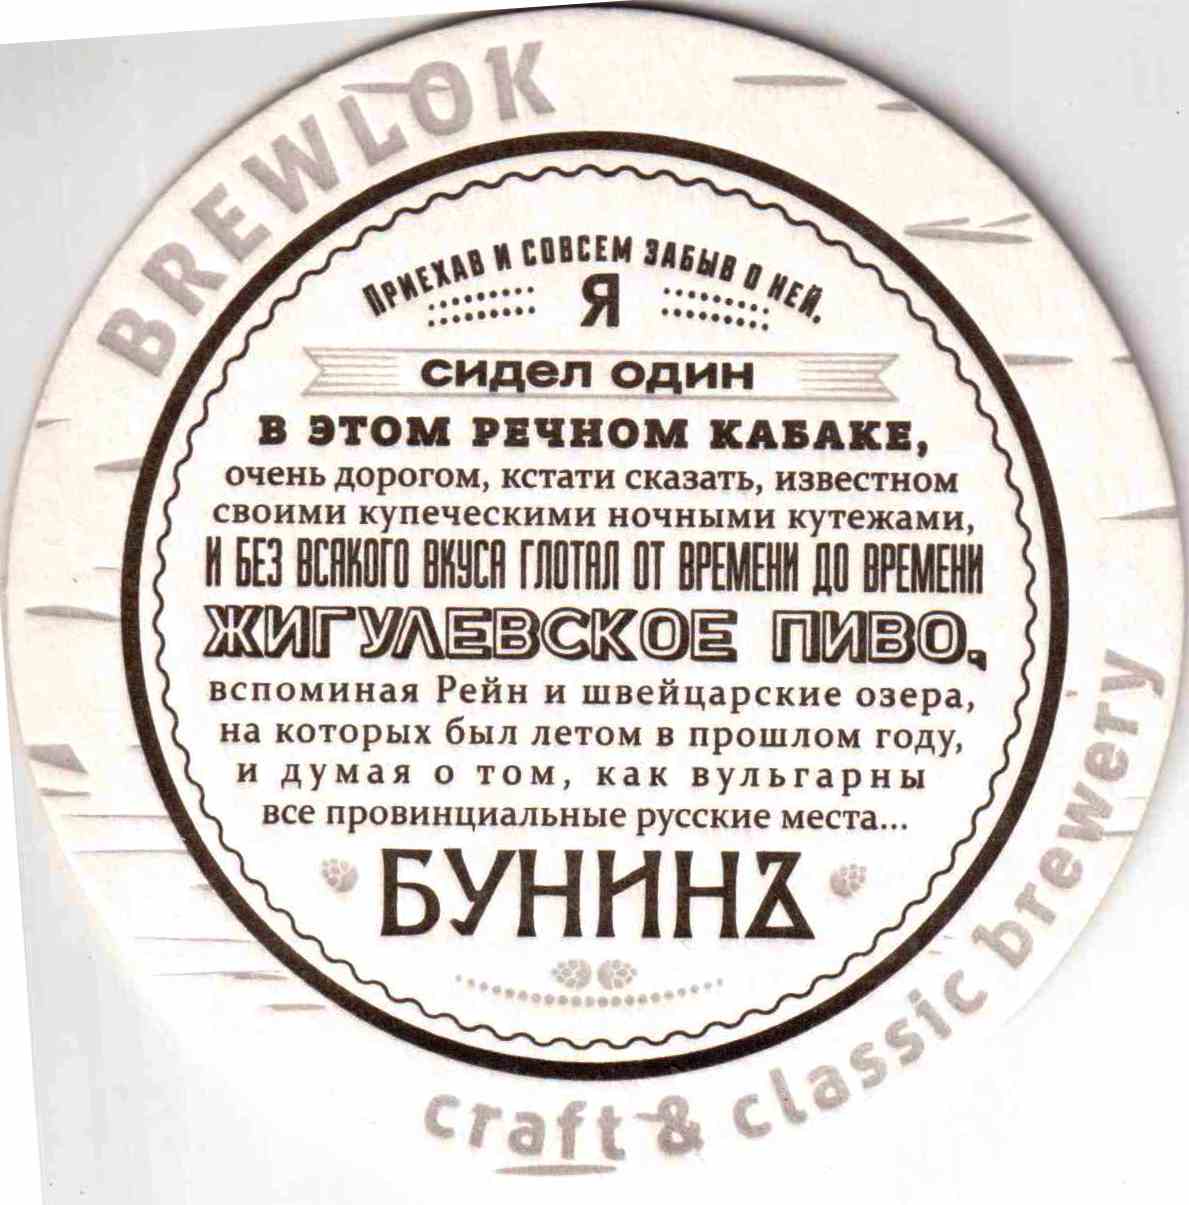 BREWLOK
ПРИЕХАВ И СОВСЕМ ЗАБЫВ О НЕЙ,
Я
сидел один
В ЭТОМ РЕЧНОМ КАБАКЕ,
очень дорогом, кстати сказать, известном
своими купеческими ночными кутежами,
И БЕЗ ВСЯКОГО ВКУСА ГЛОТАЛ ОТ ВРЕМЕНИ ДО ВРЕМЕНИ
ЖИГУЛЕВСКОЕ ПИВО,
вспоминая Рейн и швейцарские озера,
на которых был летом в прошлом году,
и думая о том, как вульгарны
все провинциальные русские места...
БУНИНЪ
craft & classic brewery